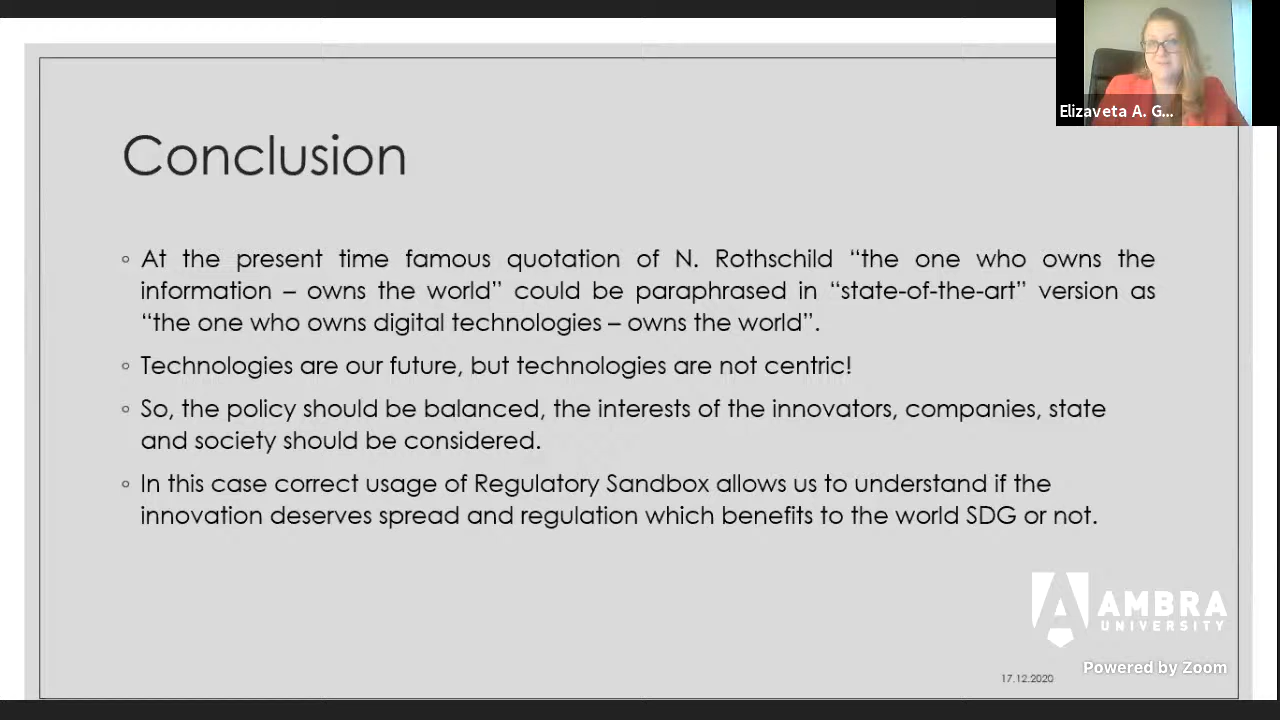 Elizaveta A. G...
Conclusion
◦ At the present time famous quotation of N. Rothschild “the one who owns the
information – owns the world” could be paraphrased in “state-of-the-art” version as
“the one who owns digital technologies – owns the world”.
◦ Technologies are our future, but technologies are not centric!
◦ So, the policy should be balanced, the interests of the innovators, companies, state
and society should be considered.
◦ In this case correct usage of Regulatory Sandbox allows us to understand if the
innovation deserves spread and regulation which benefits to the world SDG or not.
AMBRA
UNIVERSITY
Powered by Zoom
17.12.2020